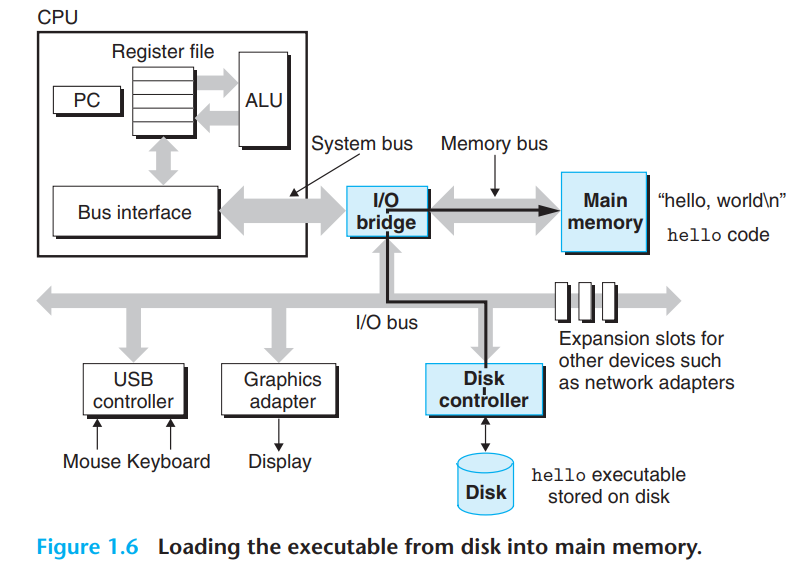 CPU
Register file
PC
ALU
System bus
Memory bus
Bus interface
I/O
bridge
Main
memory
“hello, world\n”
hello code
I/O bus
Expansion slots for
other devices such
as network adapters
USB
controller
Graphics
adapter
Disk
controller
Mouse Keyboard
Display
Disk
hello executable
stored on disk
Figure 1.6 Loading the executable from disk into main memory.